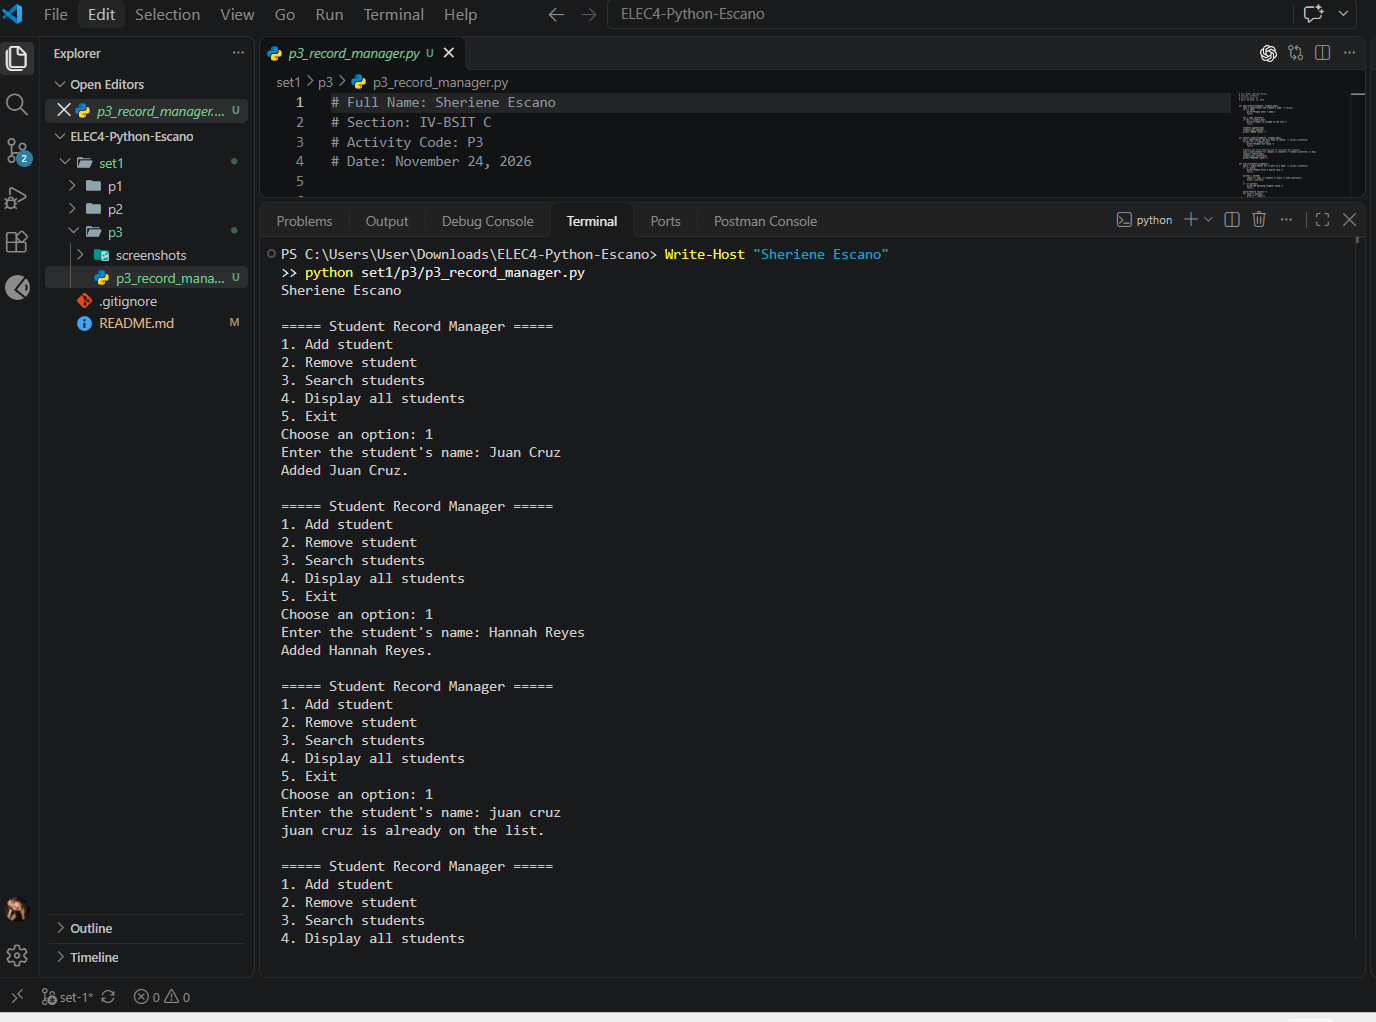 File Edit Selection View Go Run Terminal Help
ELEC4-Python-Escano
Explorer
Open Editors
p3_record_manager.... U
ELEC4-Python-Escano
set1
p1
p2
p3
screenshots
p3_record_mana... U
.gitignore
README.md M
Outline
Timeline
2
p3_record_manager.py U
set1 > p3 > p3_record_manager.py
1 # Full Name: Sheriene Escano
2 # Section: IV-BSIT C
3 # Activity Code: P3
4 # Date: November 24, 2026
5
Problems Output Debug Console Terminal Ports Postman Console
python
PS C:\Users\User\Downloads\ELEC4-Python-Escano> Write-Host "Sheriene Escano"
>> python set1/p3/p3_record_manager.py
Sheriene Escano
===== Student Record Manager =====
1. Add student
2. Remove student
3. Search students
4. Display all students
5. Exit
Choose an option: 1
Enter the student's name: Juan Cruz
Added Juan Cruz.
===== Student Record Manager =====
1. Add student
2. Remove student
3. Search students
4. Display all students
5. Exit
Choose an option: 1
Enter the student's name: Hannah Reyes
Added Hannah Reyes.
===== Student Record Manager =====
1. Add student
2. Remove student
3. Search students
4. Display all students
5. Exit
Choose an option: 1
Enter the student's name: juan cruz
juan cruz is already on the list.
===== Student Record Manager =====
1. Add student
2. Remove student
3. Search students
4. Display all students
set-1* 0 0